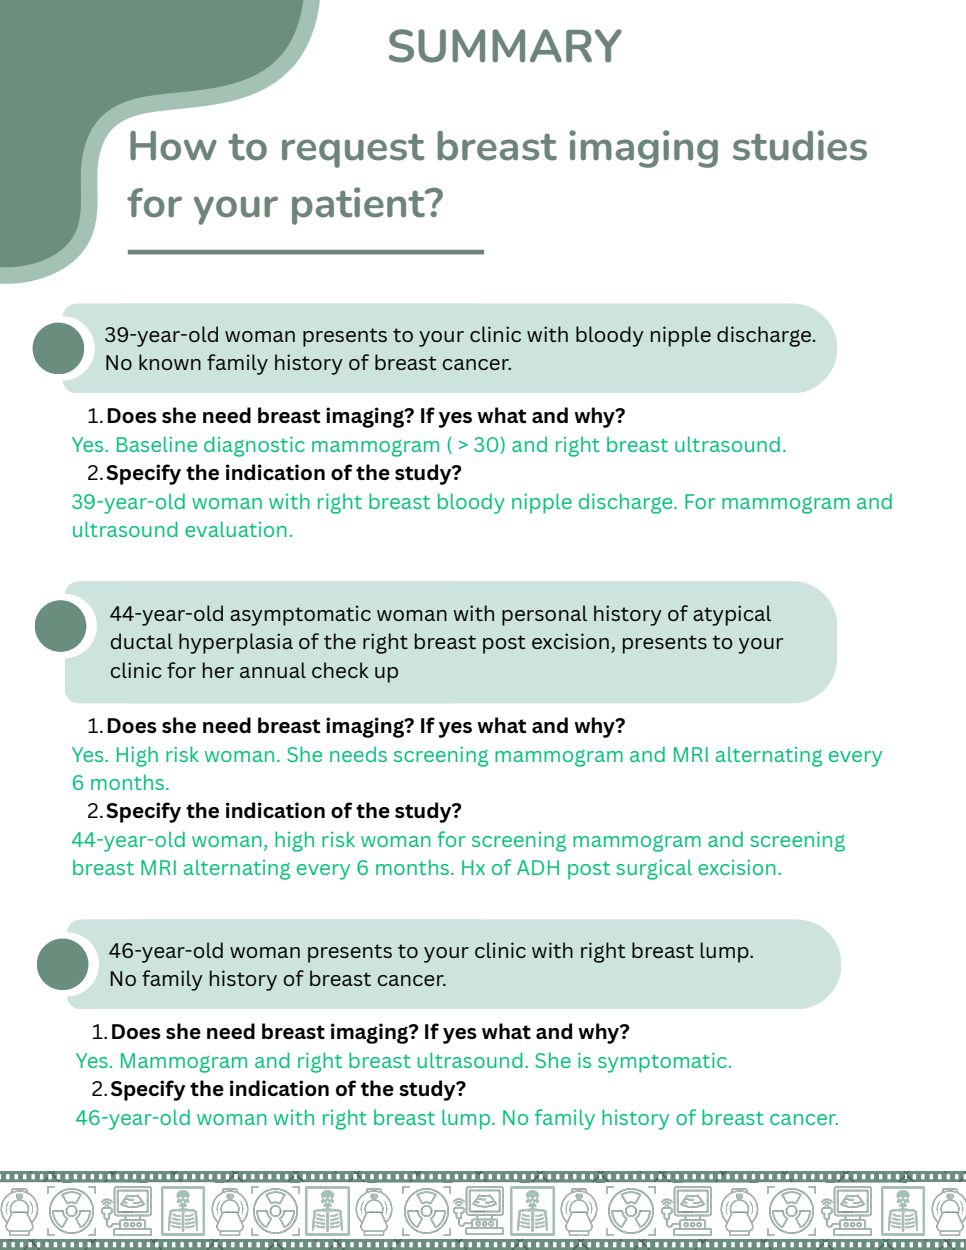 SUMMARY
How to request breast imaging studies
for your patient?
39-year-old woman presents to your clinic with bloody nipple discharge.
No known family history of breast cancer.
1. Does she need breast imaging? If yes what and why?
Yes. Baseline diagnostic mammogram ( > 30) and right breast ultrasound.
2. Specify the indication of the study?
39-year-old woman with right breast bloody nipple discharge. For mammogram and
ultrasound evaluation.
44-year-old asymptomatic woman with personal history of atypical
ductal hyperplasia of the right breast post excision, presents to your
clinic for her annual check up
1. Does she need breast imaging? If yes what and why?
Yes. High risk woman. She needs screening mammogram and MRI alternating every
6 months.
2. Specify the indication of the study?
44-year-old woman, high risk woman for screening mammogram and screening
breast MRI alternating every 6 months. Hx of ADH post surgical excision.
46-year-old woman presents to your clinic with right breast lump.
No family history of breast cancer.
1. Does she need breast imaging? If yes what and why?
Yes. Mammogram and right breast ultrasound. She is symptomatic.
2. Specify the indication of the study?
46-year-old woman with right breast lump. No family history of breast cancer.